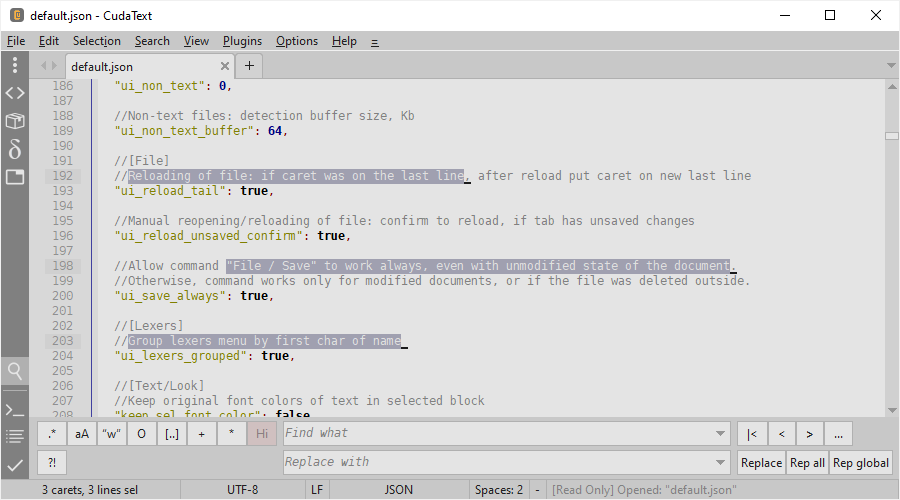 default.json - CudaText
File Edit Selection Search View Plugins Options Help
default.json
186 "ui_non_text": 0,
187
188 //Non-text files: detection buffer size, Kb
189 "ui_non_text_buffer": 64,
190
191 //[File]
192 //Reloading of file: if caret was on the last line, after reload put caret on new last line
193 "ui_reload_tail": true,
194
195 //Manual reopening/reloading of file: confirm to reload, if tab has unsaved changes
196 "ui_reload_unsaved_confirm": true,
197
198 //Allow command "File / Save" to work always, even with unmodified state of the document.
199 //Otherwise, command works only for modified documents, or if the file was deleted outside.
200 "ui_save_always": true,
201
202 //[Lexers]
203 //Group lexers menu by first char of name
204 "ui_lexers_grouped": true,
205
206 //[Text/Look]
207 //Keep original font colors of text in selected block
208 "keep_sel_font_color": false,
.* aA "w" O [..] + * Hi Find what |< < > ...
?! Replace with Replace Rep all Rep global
3 carets, 3 lines sel UTF-8 LF JSON Spaces: 2 - [Read Only] Opened: "default.json"